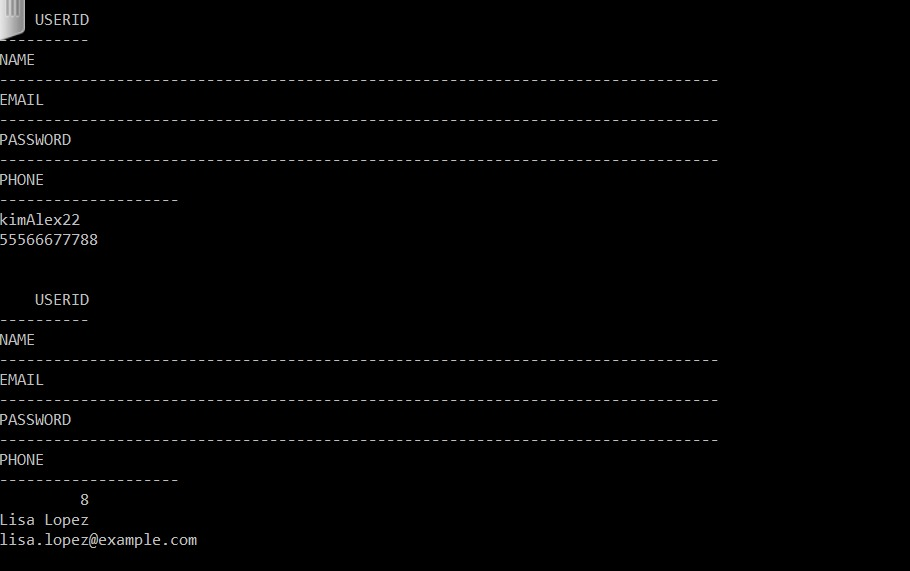 USERID
----------
NAME
--------------------------------------------------------------------------------
EMAIL
--------------------------------------------------------------------------------
PASSWORD
--------------------------------------------------------------------------------
PHONE
--------------------
kimAlex22
55566677788
USERID
----------
NAME
--------------------------------------------------------------------------------
EMAIL
--------------------------------------------------------------------------------
PASSWORD
--------------------------------------------------------------------------------
PHONE
--------------------
8
Lisa Lopez
lisa.lopez@example.com